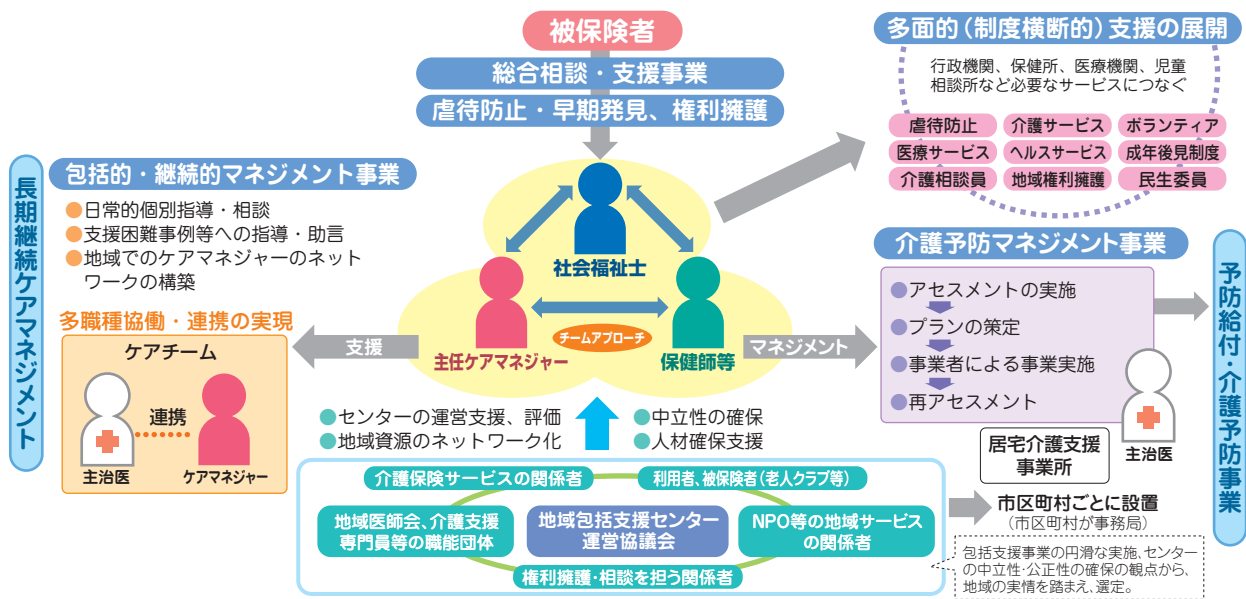 被保険者
総合相談・支援事業
虐待防止・早期発見、権利擁護
多面的（制度横断的）支援の展開
行政機関、保健所、医療機関、児童
相談所など必要なサービスにつなぐ
虐待防止
介護サービス
ボランティア
医療サービス
ヘルスサービス
成年後見制度
介護相談員
地域権利擁護
民生委員
長期継続ケアマネジメント
包括的・継続的マネジメント事業
●日常的個別指導・相談
●支援困難事例等への指導・助言
●地域でのケアマネジャーのネット
ワークの構築
多職種協働・連携の実現
ケアチーム
連携
主治医
ケアマネジャー
支援
社会福祉士
チームアプローチ
主任ケアマネジャー
保健師等
マネジメント
介護予防マネジメント事業
●アセスメントの実施
●プランの策定
●事業者による事業実施
●再アセスメント
主治医
居宅介護支援
事業所
予防給付・介護予防事業
●センターの運営支援、評価
●地域資源のネットワーク化
●中立性の確保
●人材確保支援
介護保険サービスの関係者
利用者、被保険者（老人クラブ等）
地域医師会、介護支援
専門員等の職能団体
地域包括支援センター
運営協議会
NPO等の地域サービス
の関係者
権利擁護・相談を担う関係者
市区町村ごとに設置
（市区町村が事務局）
包括支援事業の円滑な実施、センター
の中立性・公正性の確保の観点から、
地域の実情を踏まえ、選定。